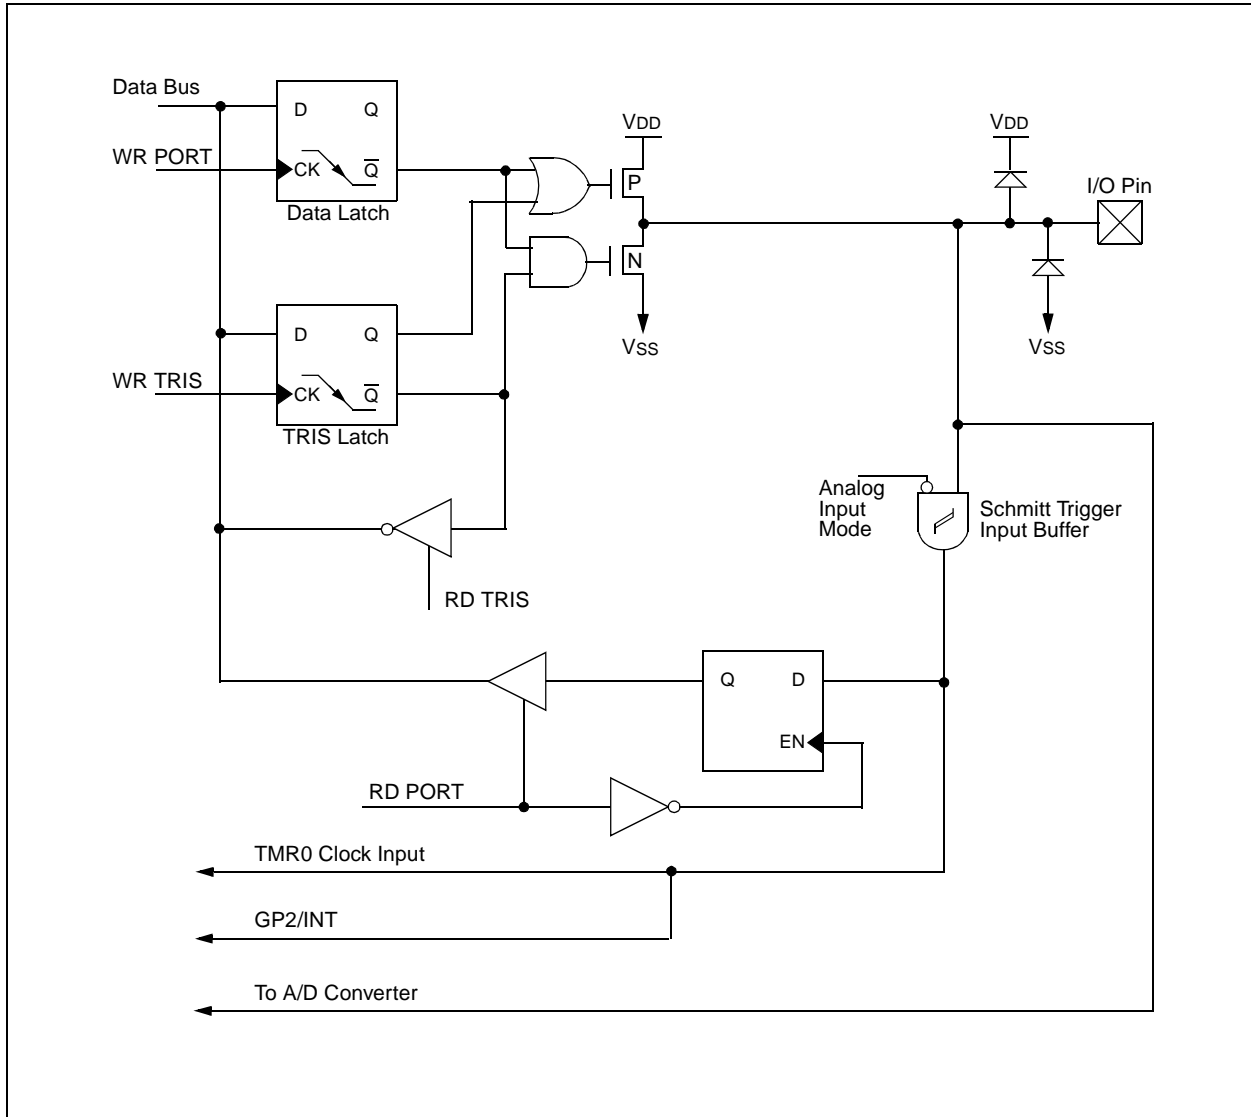 Data Bus
D Q
WR PORT
CK Q̅
Data Latch
VDD
P
N
VSS
VDD
I/O Pin
VSS
D Q
WR TRIS
CK Q̅
TRIS Latch
Analog
Input
Mode
Schmitt Trigger
Input Buffer
RD TRIS
Q D
EN
RD PORT
TMR0 Clock Input
GP2/INT
To A/D Converter